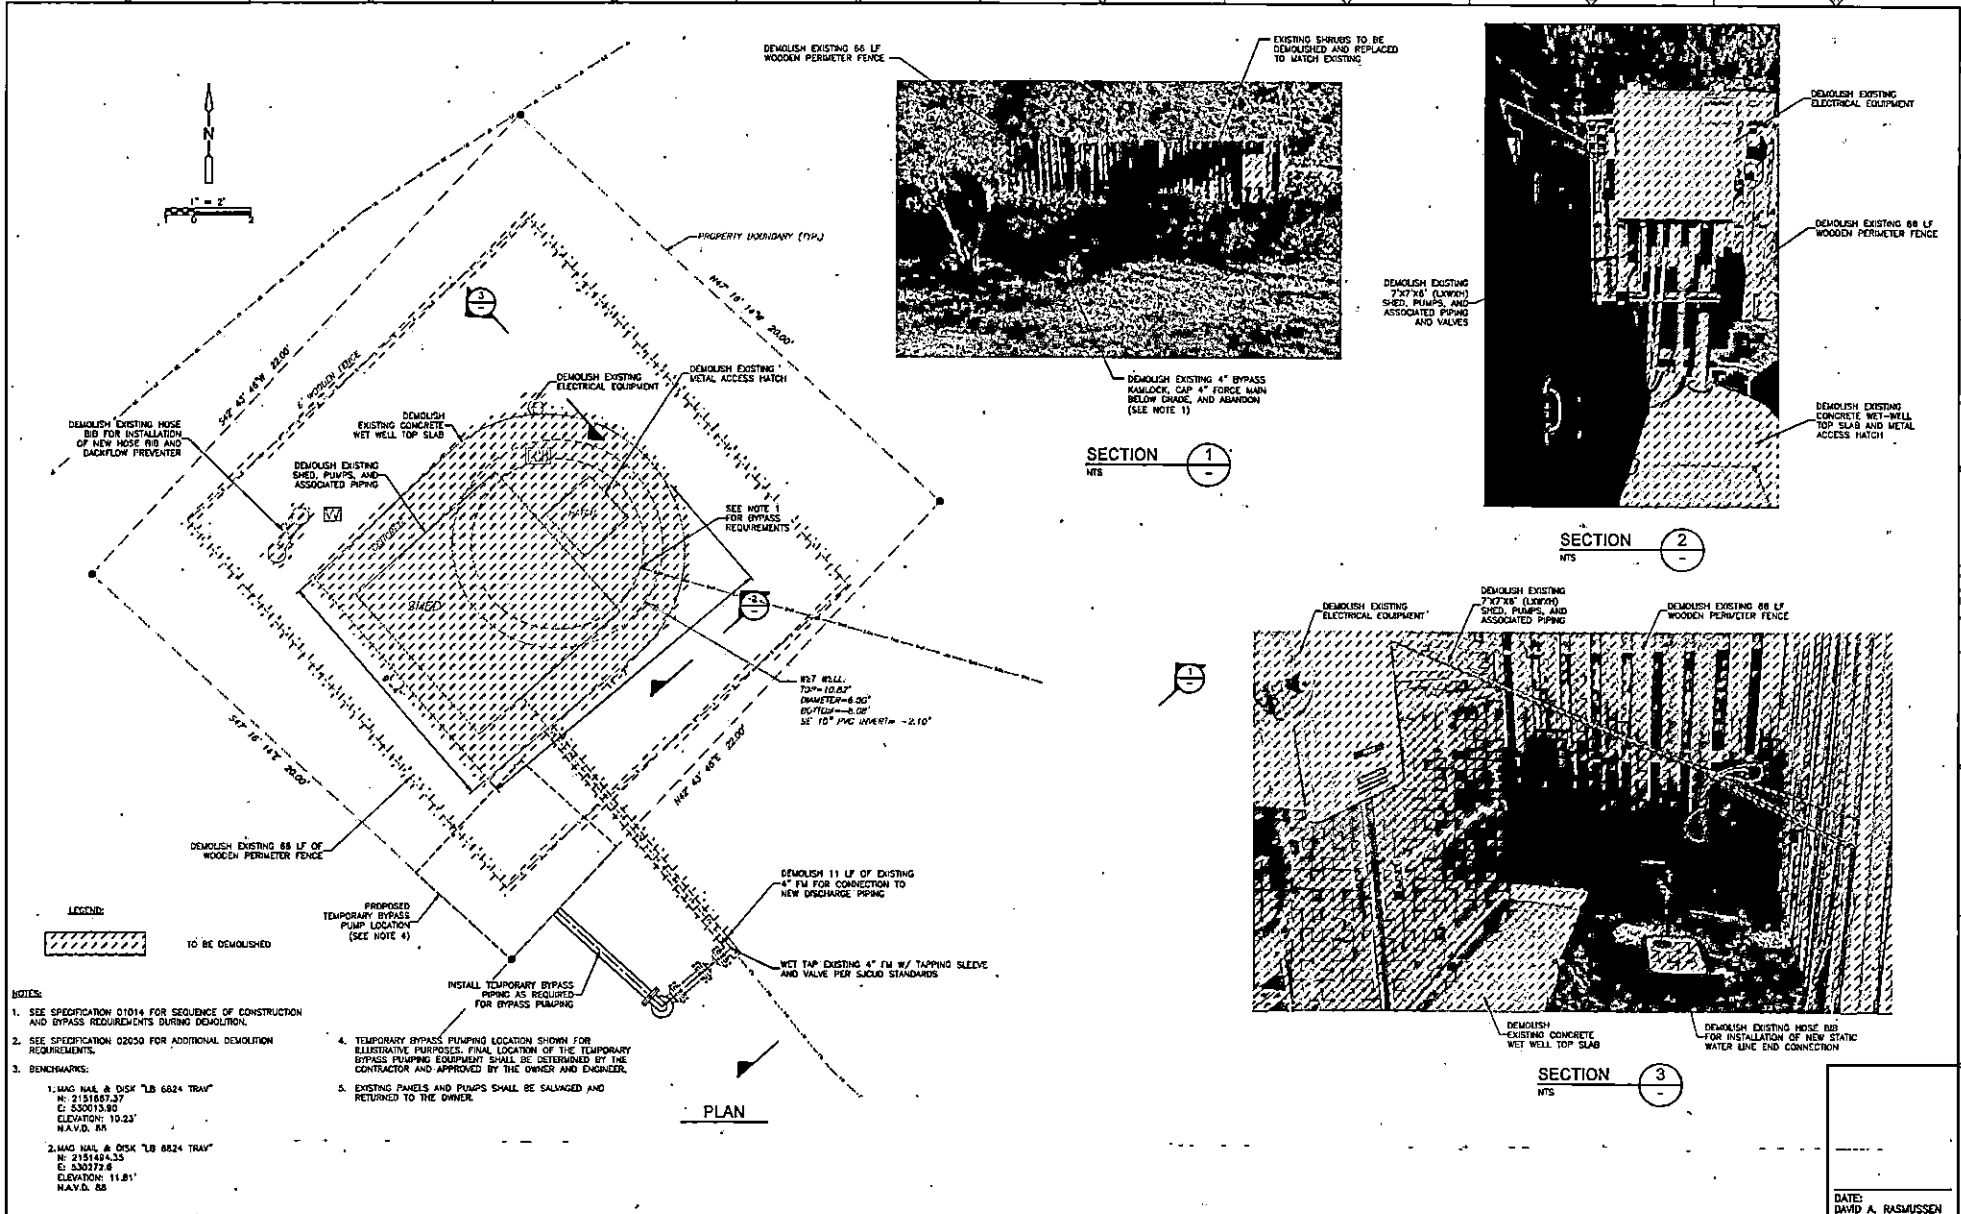 DEMOLISH EXISTING 66 LF
WOODEN PERIMETER FENCE
EXISTING SHRUBS TO BE
DEMOLISHED AND REPLACED
TO MATCH EXISTING
DEMOLISH EXISTING
ELECTRICAL EQUIPMENT
N
1" = 2'
1 0 2
PROPERTY BOUNDARY (TYP.)
N47° 16' 14"W 20.00'
S42° 43' 46"W 22.00'
6' WOODEN FENCE
DEMOLISH EXISTING 66 LF
WOODEN PERIMETER FENCE
DEMOLISH EXISTING
7'X7'X6' (LXWXH)
SHED, PUMPS, AND
ASSOCIATED PIPING
AND VALVES
3
DEMOLISH EXISTING
ELECTRICAL EQUIPMENT
DEMOLISH EXISTING
METAL ACCESS HATCH
DEMOLISH EXISTING 4" BYPASS
KAMLOCK, CAP 4" FORCE MAIN
BELOW GRADE, AND ABANDON
(SEE NOTE 1)
DEMOLISH EXISTING
CONCRETE WET-WELL
TOP SLAB AND METAL
ACCESS HATCH
DEMOLISH EXISTING HOSE
BIB FOR INSTALLATION
OF NEW HOSE BIB AND
BACKFLOW PREVENTER
DEMOLISH
EXISTING CONCRETE
WET WELL TOP SLAB
DEMOLISH EXISTING
SHED, PUMPS, AND
ASSOCIATED PIPING
SECTION 1
NTS -
SECTION 2
NTS -
W
E
CONCRETE
HATCH
SHED
SEE NOTE 1
FOR BYPASS
REQUIREMENTS
2
-
1
-
WET WELL:
TOP=10.82'
DIAMETER=6.00'
BOTTOM=-6.08'
SE 10" PVC INVERT= -2.10'
S47° 16' 14"E 20.00'
N42° 43' 46"E 22.00'
DEMOLISH EXISTING
ELECTRICAL EQUIPMENT
DEMOLISH EXISTING
7'X7'X6' (LXWXH)
SHED, PUMPS, AND
ASSOCIATED PIPING
DEMOLISH EXISTING 66 LF
WOODEN PERIMETER FENCE
DEMOLISH EXISTING 66 LF OF
WOODEN PERIMETER FENCE
DEMOLISH 11 LF OF EXISTING
4" FM FOR CONNECTION TO
NEW DISCHARGE PIPING
LEGEND:
TO BE DEMOLISHED
PROPOSED
TEMPORARY BYPASS
PUMP LOCATION
(SEE NOTE 4)
INSTALL TEMPORARY BYPASS
PIPING AS REQUIRED
FOR BYPASS PUMPING
WET TAP EXISTING 4" FM W/ TAPPING SLEEVE
AND VALVE PER SJCUD STANDARDS
DEMOLISH
EXISTING CONCRETE
WET WELL TOP SLAB
DEMOLISH EXISTING HOSE BIB
FOR INSTALLATION OF NEW STATIC
WATER LINE END CONNECTION
SECTION 3
NTS -
NOTES:
1. SEE SPECIFICATION 01014 FOR SEQUENCE OF CONSTRUCTION
AND BYPASS REQUIREMENTS DURING DEMOLITION.
2. SEE SPECIFICATION 02050 FOR ADDITIONAL DEMOLITION
REQUIREMENTS.
3. BENCHMARKS:
1. MAG NAIL & DISK "LB 6824 TRAV"
N: 2151667.37
E: 530013.90
ELEVATION: 10.23'
N.A.V.D. 88
2. MAG NAIL & DISK "LB 6824 TRAV"
N: 2151494.35
E: 530272.6
ELEVATION: 11.81'
N.A.V.D. 88
4. TEMPORARY BYPASS PUMPING LOCATION SHOWN FOR
ILLUSTRATIVE PURPOSES. FINAL LOCATION OF THE TEMPORARY
BYPASS PUMPING EQUIPMENT SHALL BE DETERMINED BY THE
CONTRACTOR AND APPROVED BY THE OWNER AND ENGINEER.
5. EXISTING PANELS AND PUMPS SHALL BE SALVAGED AND
RETURNED TO THE OWNER.
PLAN
DATE:
DAVID A. RASMUSSEN